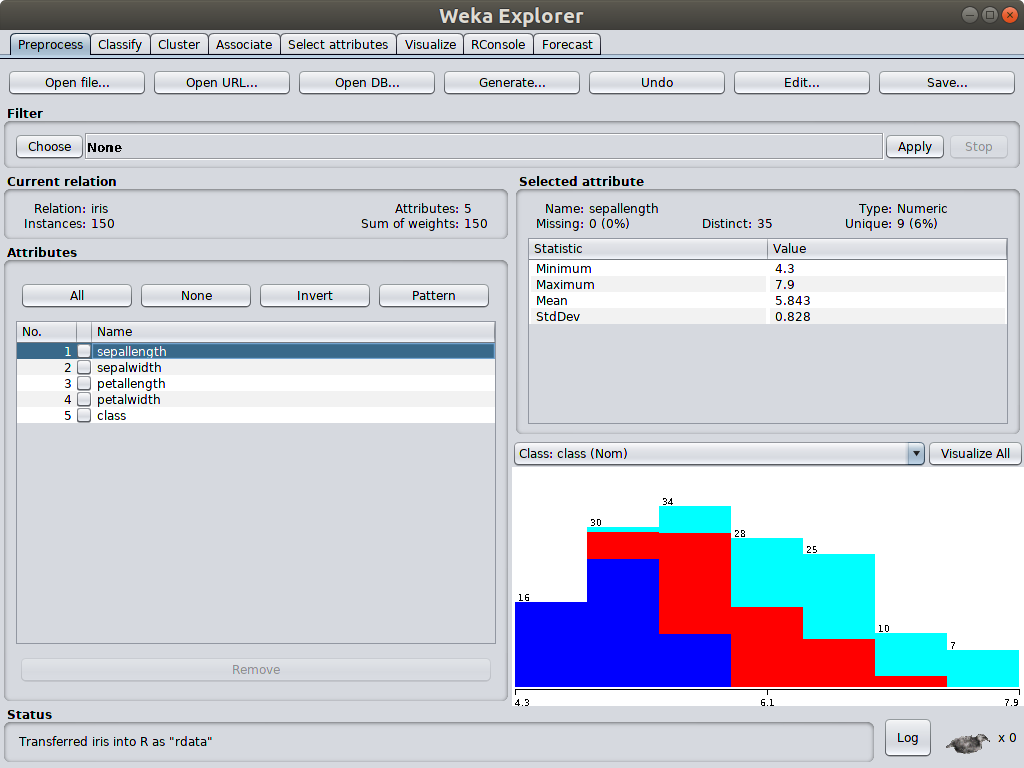 Weka Explorer
Preprocess Classify Cluster Associate Select attributes Visualize RConsole Forecast
Open file... Open URL... Open DB... Generate... Undo Edit... Save...
Filter
Choose None Apply Stop
Current relation
Relation: iris Attributes: 5
Instances: 150 Sum of weights: 150
Attributes
All None Invert Pattern
No. Name
1 sepallength
2 sepalwidth
3 petallength
4 petalwidth
5 class
Remove
Selected attribute
Name: sepallength Type: Numeric
Missing: 0 (0%) Distinct: 35 Unique: 9 (6%)
Statistic Value
Minimum 4.3
Maximum 7.9
Mean 5.843
StdDev 0.828
Class: class (Nom) Visualize All
34
30
28
25
16
10
7
4.3 6.1 7.9
Status
Transferred iris into R as "rdata" Log x 0